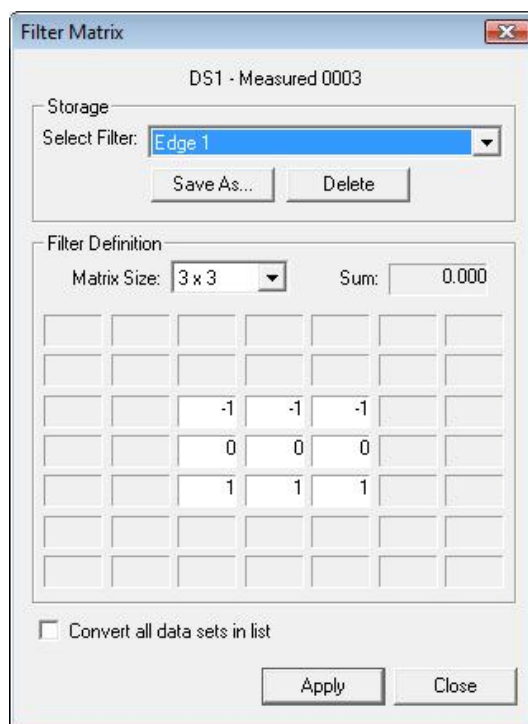 Filter Matrix
DS1 - Measured 0003
Storage
Select Filter: Edge 1
Save As... Delete
Filter Definition
Matrix Size: 3 x 3 Sum: 0.000
-1 -1 -1
0 0 0
1 1 1
Convert all data sets in list
Apply Close